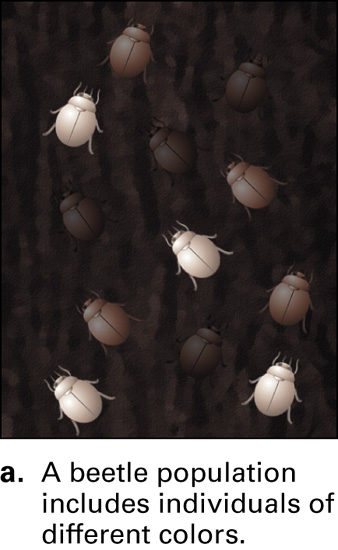 a. A beetle population
includes individuals of
different colors.